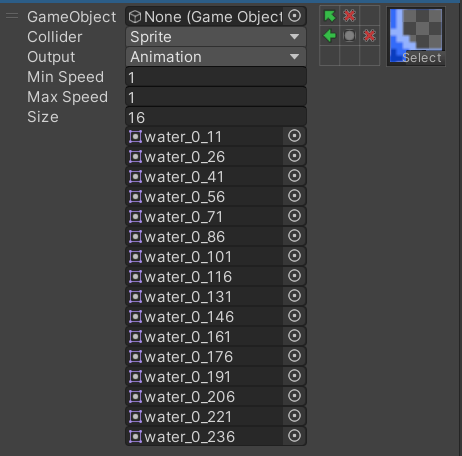 GameObject None (Game Object
Collider Sprite
Output Animation
Min Speed 1
Max Speed 1
Size 16
water_0_11
water_0_26
water_0_41
water_0_56
water_0_71
water_0_86
water_0_101
water_0_116
water_0_131
water_0_146
water_0_161
water_0_176
water_0_191
water_0_206
water_0_221
water_0_236
Select